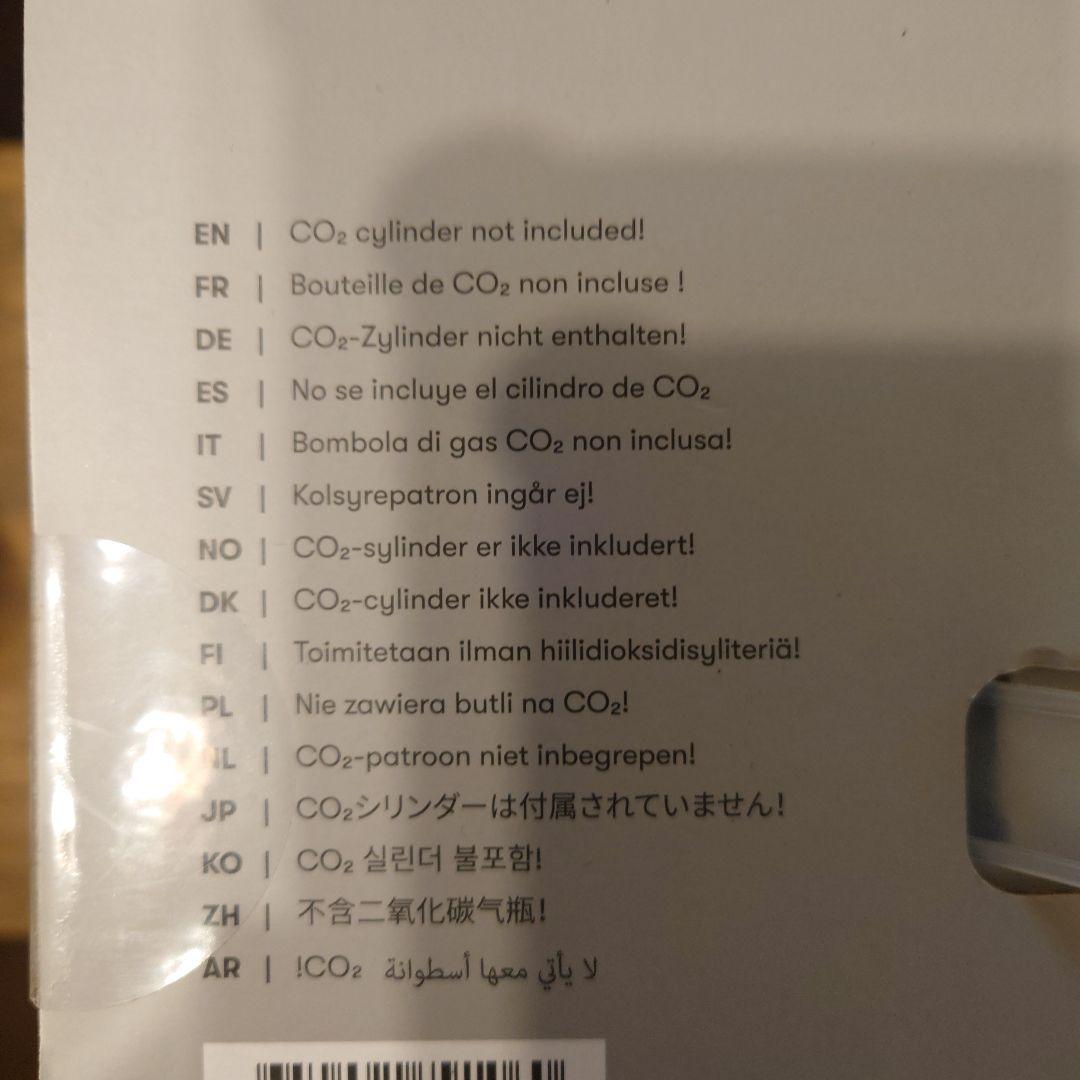 EN | CO₂ cylinder not included!
FR | Bouteille de CO₂ non incluse !
DE | CO₂-Zylinder nicht enthalten!
ES | No se incluye el cilindro de CO₂
IT | Bombola di gas CO₂ non inclusa!
SV | Kolsyrepatron ingår ej!
NO | CO₂-sylinder er ikke inkludert!
DK | CO₂-cylinder ikke inkluderet!
FI | Toimitetaan ilman hiilidioksidisyliteriä!
PL | Nie zawiera butli na CO₂!
NL | CO₂-patroon niet inbegrepen!
JP | CO₂シリンダーは付属されていません!
KO | CO₂ 실린더 불포함!
ZH | 不含二氧化碳气瓶!
AR | لا يأتي معها أسطوانة CO₂!